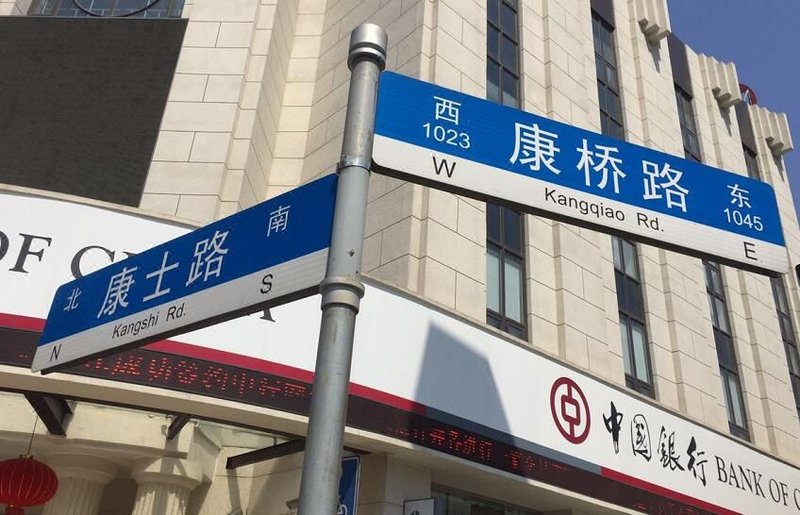 西
1023
W
康桥路
Kangqiao Rd.
东
1045
E
北
N
康士路
Kangshi Rd.
南
S
OF C
中国銀行 BANK OF C